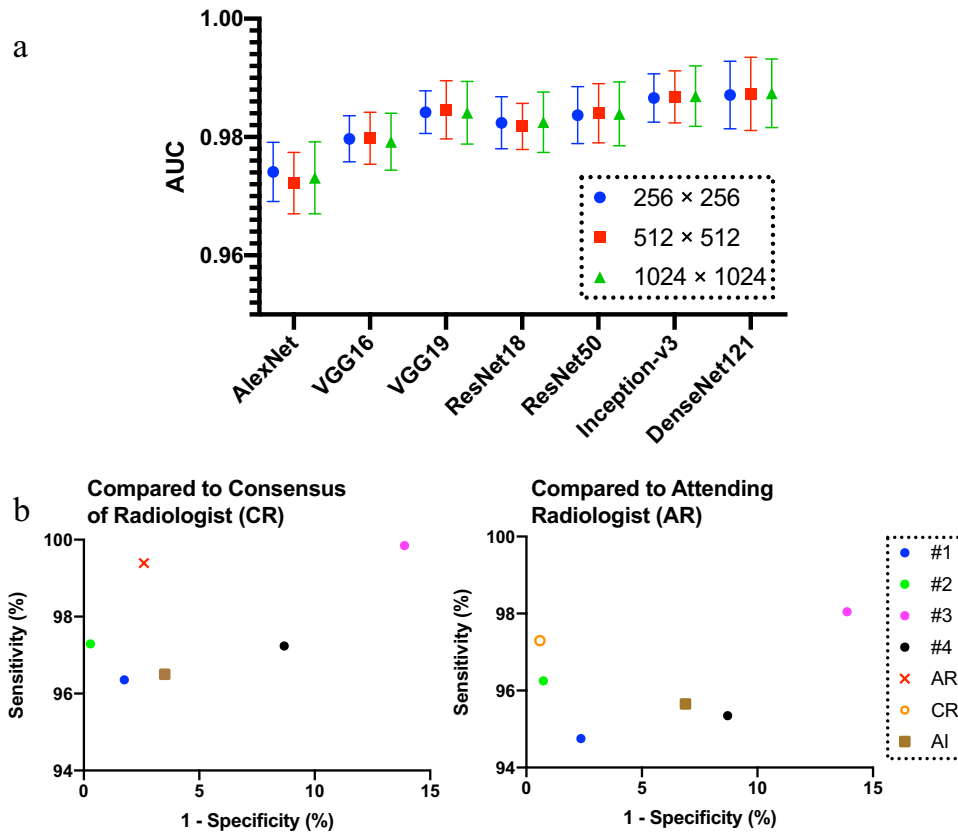 a
1.00
0.98
0.96
AUC
256 × 256
512 × 512
1024 × 1024
AlexNet
VGG16
VGG19
ResNet18
ResNet50
Inception-v3
DenseNet121
b
Compared to Consensus
of Radiologist (CR)
100
98
96
94
Sensitivity (%)
0
5
10
15
1 - Specificity (%)
Compared to Attending
Radiologist (AR)
100
98
96
94
Sensitivity (%)
0
5
10
15
1 - Specificity (%)
#1
#2
#3
#4
AR
CR
AI